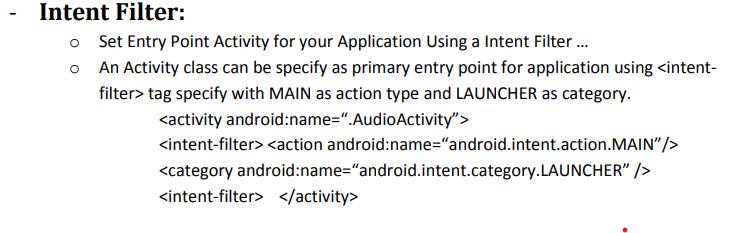 - Intent Filter:
o Set Entry Point Activity for your Application Using a Intent Filter ...
o An Activity class can be specify as primary entry point for application using <intent-
filter> tag specify with MAIN as action type and LAUNCHER as category.
<activity android:name=“.AudioActivity”>
<intent-filter> <action android:name=“android.intent.action.MAIN”/>
<category android:name=“android.intent.category.LAUNCHER” />
<intent-filter> </activity>